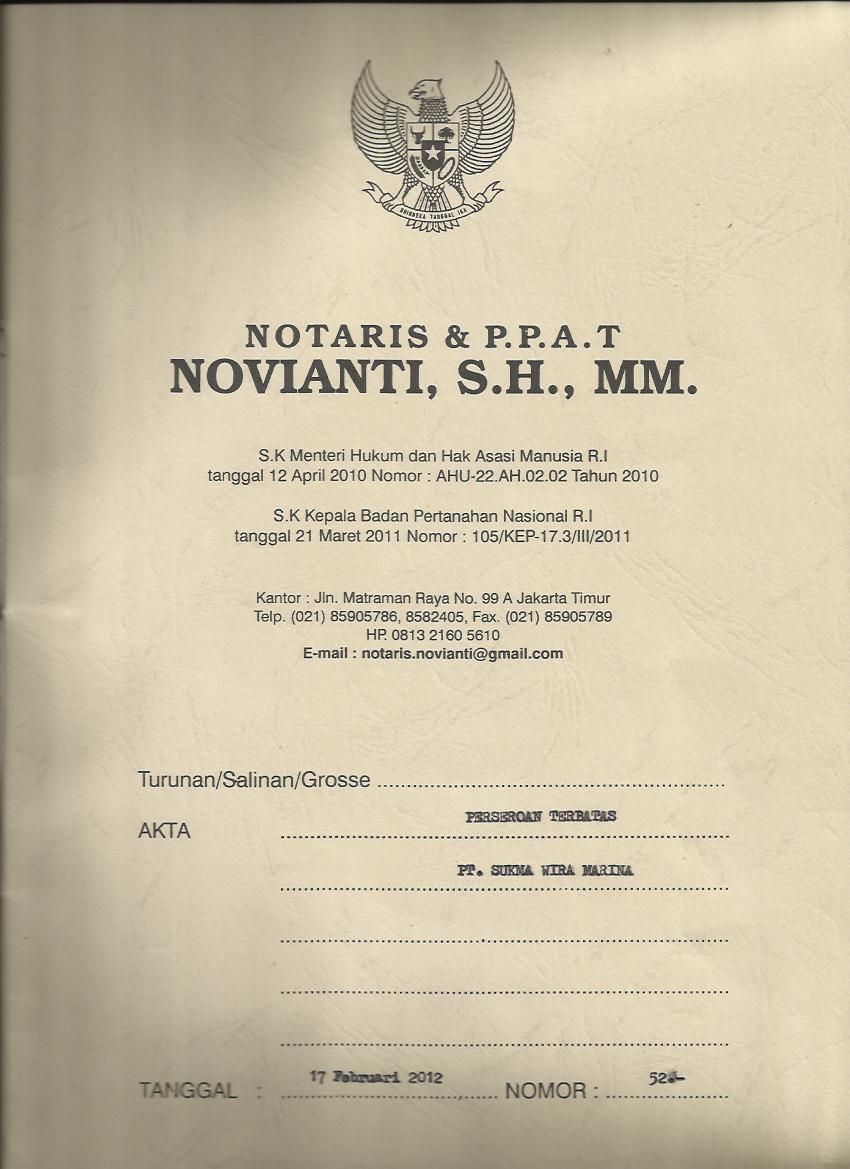 BHINNEKA TUNGGAL IKA
NOTARIS & P.P.A.T
NOVIANTI, S.H., MM.
S.K Menteri Hukum dan Hak Asasi Manusia R.I
tanggal 12 April 2010 Nomor : AHU-22.AH.02.02 Tahun 2010
S.K Kepala Badan Pertanahan Nasional R.I
tanggal 21 Maret 2011 Nomor : 105/KEP-17.3/III/2011
Kantor : Jln. Matraman Raya No. 99 A Jakarta Timur
Telp. (021) 85905786, 8582405, Fax. (021) 85905789
HP. 0813 2160 5610
E-mail : notaris.novianti@gmail.com
Turunan/Salinan/Grosse
AKTA PERSEROAN TERBATAS
PT. SUKMA WIRA MARINA
TANGGAL : 17 Februari 2012 NOMOR : 52.-